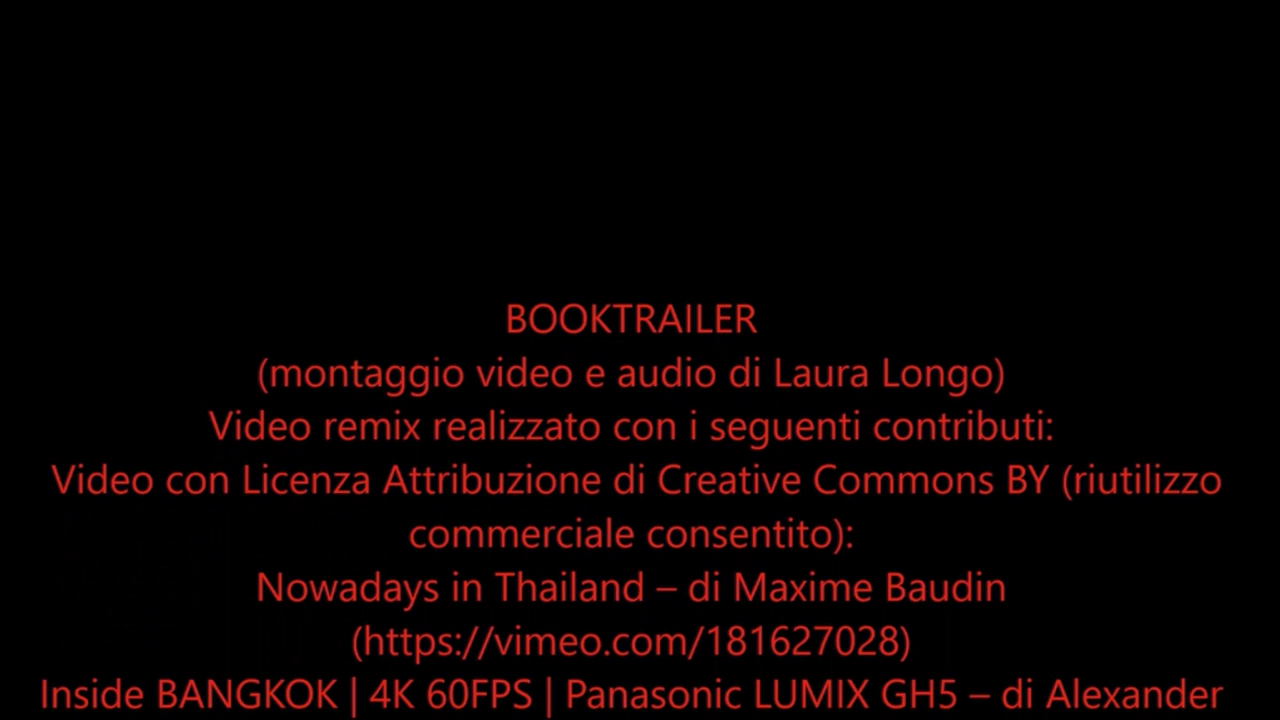 BOOKTRAILER
(montaggio video e audio di Laura Longo)
Video remix realizzato con i seguenti contributi:
Video con Licenza Attribuzione di Creative Commons BY (riutilizzo
commerciale consentito):
Nowadays in Thailand – di Maxime Baudin
(https://vimeo.com/181627028)
Inside BANGKOK | 4K 60FPS | Panasonic LUMIX GH5 – di Alexander